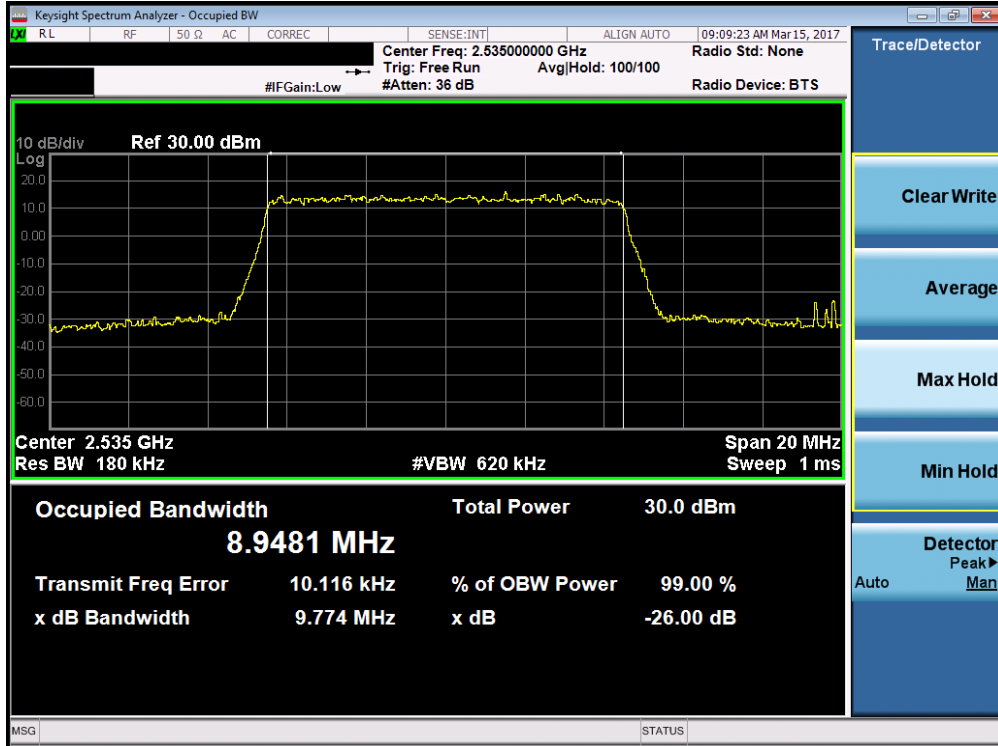 Keysight Spectrum Analyzer - Occupied BW
LXI RL RF 50 Ω AC CORREC SENSE:INT ALIGN AUTO 09:09:23 AM Mar 15, 2017
Center Freq: 2.535000000 GHz Radio Std: None
Trig: Free Run Avg|Hold: 100/100
#IFGain:Low #Atten: 36 dB Radio Device: BTS
10 dB/div Ref 30.00 dBm
Log
20.0
10.0
0.00
-10.0
-20.0
-30.0
-40.0
-50.0
-60.0
Center 2.535 GHz Span 20 MHz
Res BW 180 kHz #VBW 620 kHz Sweep 1 ms
Occupied Bandwidth Total Power 30.0 dBm
8.9481 MHz
Transmit Freq Error 10.116 kHz % of OBW Power 99.00 %
x dB Bandwidth 9.774 MHz x dB -26.00 dB
MSG STATUS
Trace/Detector
Clear Write
Average
Max Hold
Min Hold
Detector
Peak▶
Auto Man